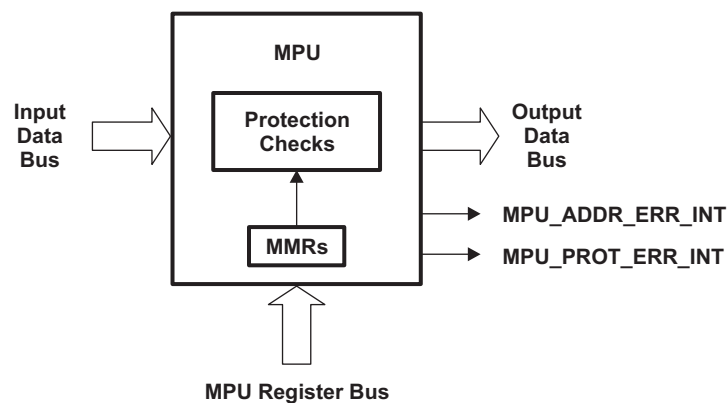 MPU
Input
Data
Bus
Protection
Checks
Output
Data
Bus
MPU_ADDR_ERR_INT
MMRs
MPU_PROT_ERR_INT
MPU Register Bus